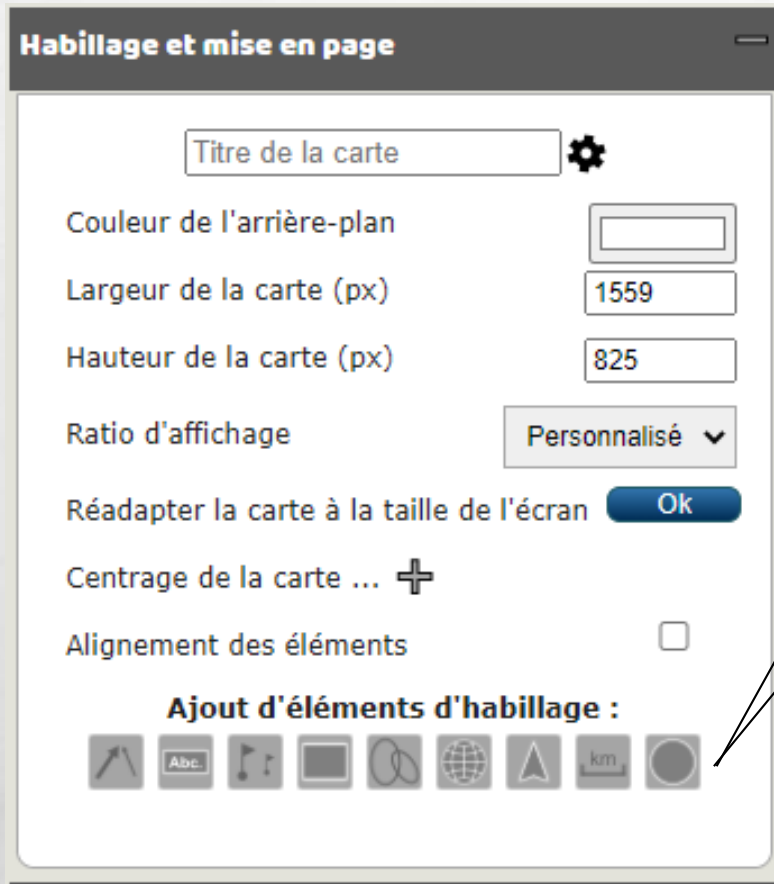 Habillage et mise en page
Titre de la carte
Couleur de l'arrière-plan
Largeur de la carte (px) 1559
Hauteur de la carte (px) 825
Ratio d'affichage Personnalisé
Réadapter la carte à la taille de l'écran Ok
Centrage de la carte ...
Alignement des éléments
Ajout d'éléments d'habillage :
Abc. km